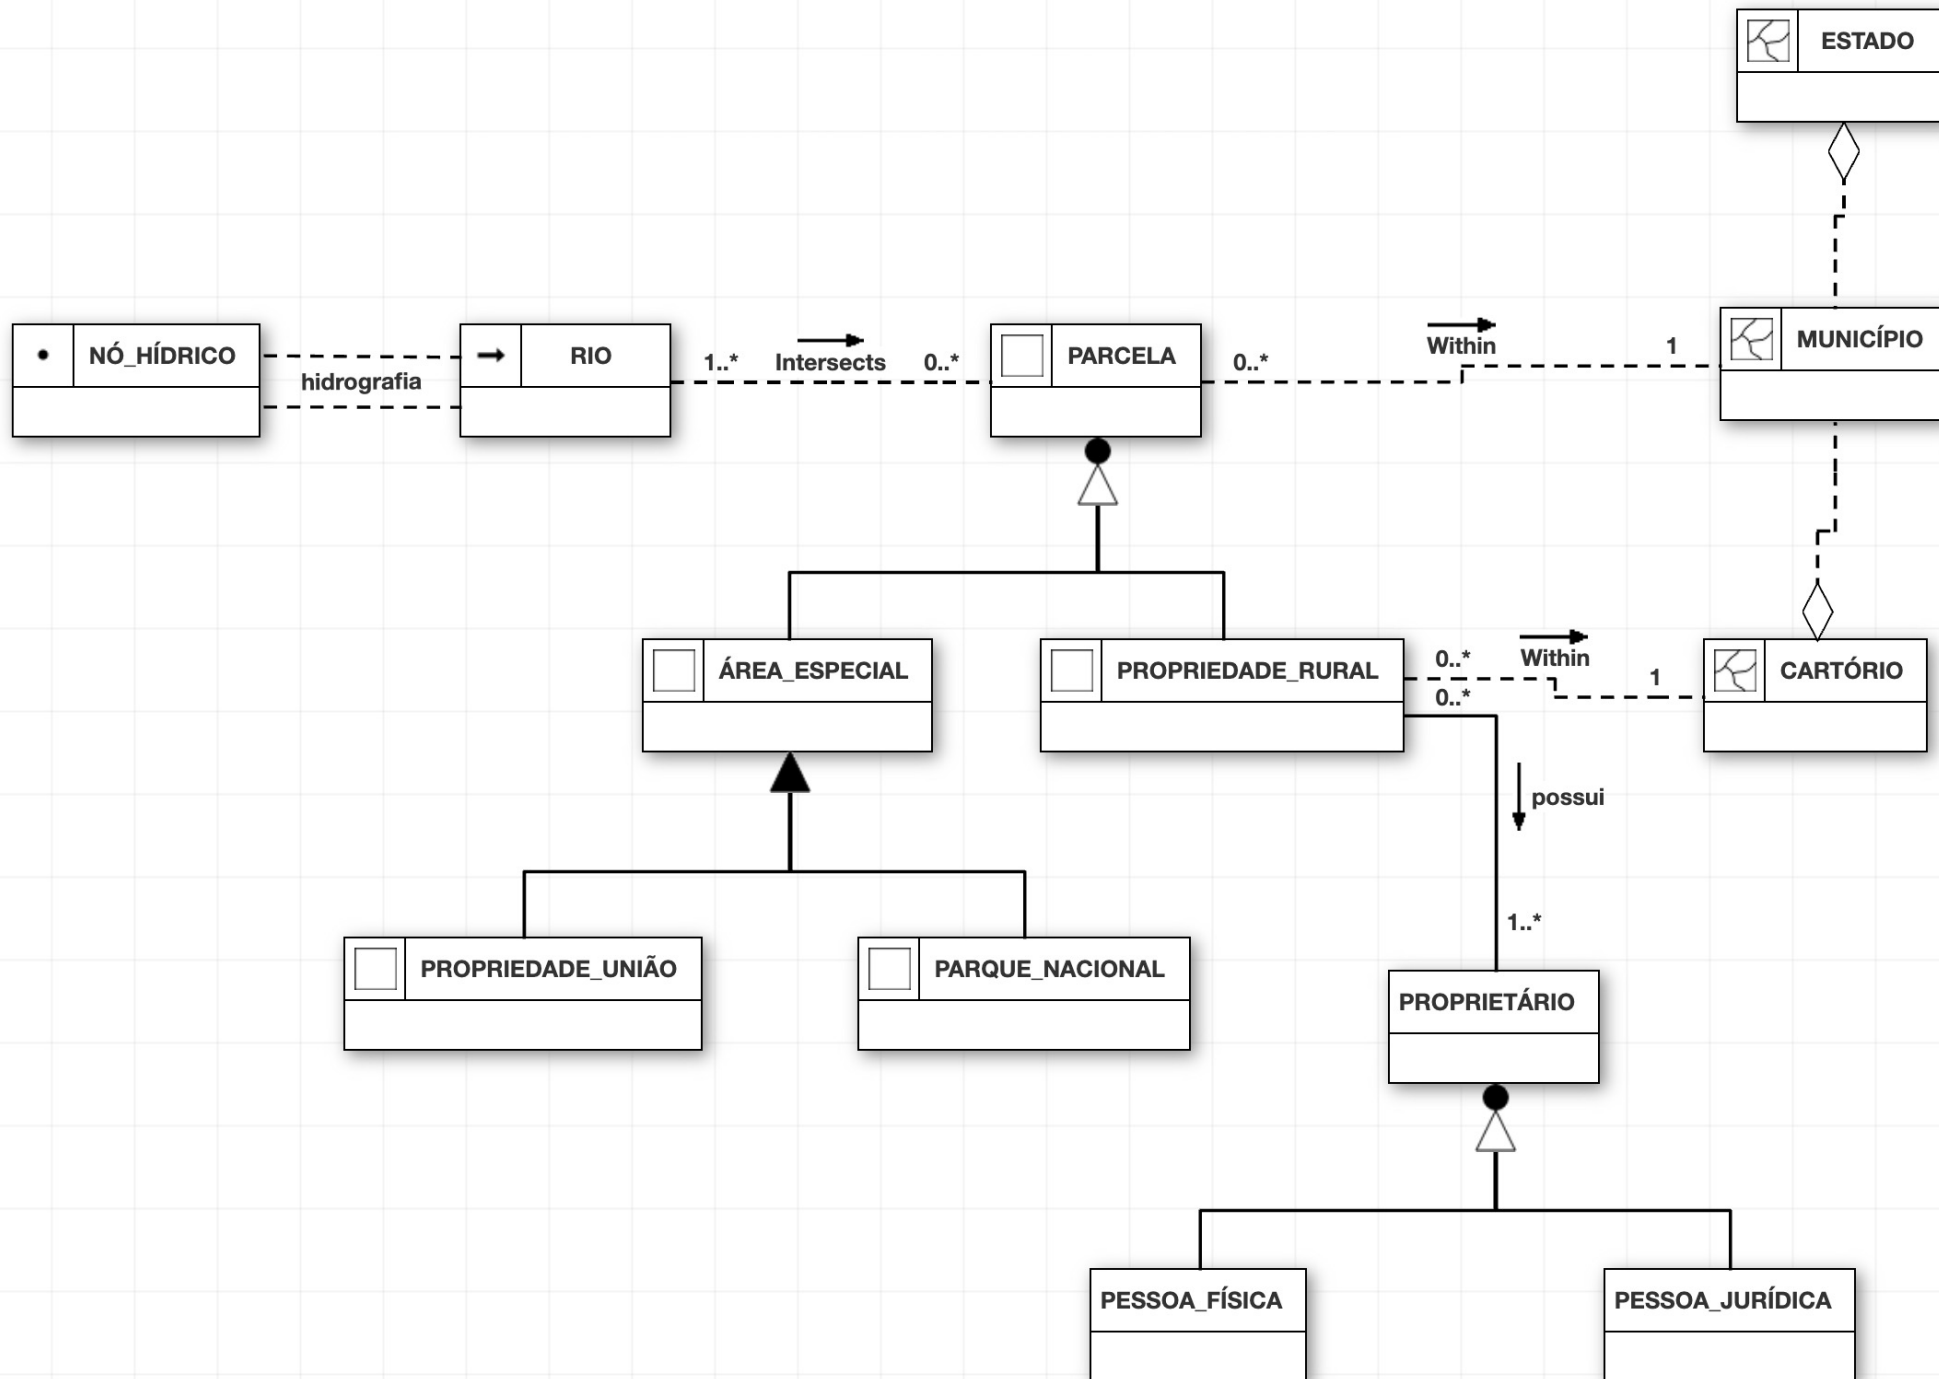 ESTADO
NÓ_HÍDRICO
hidrografia
RIO
1..*
Intersects
0..*
PARCELA
0..*
Within
1
MUNICÍPIO
ÁREA_ESPECIAL
PROPRIEDADE_RURAL
0..*
Within
1
CARTÓRIO
0..*
possui
1..*
PROPRIEDADE_UNIÃO
PARQUE_NACIONAL
PROPRIETÁRIO
PESSOA_FÍSICA
PESSOA_JURÍDICA